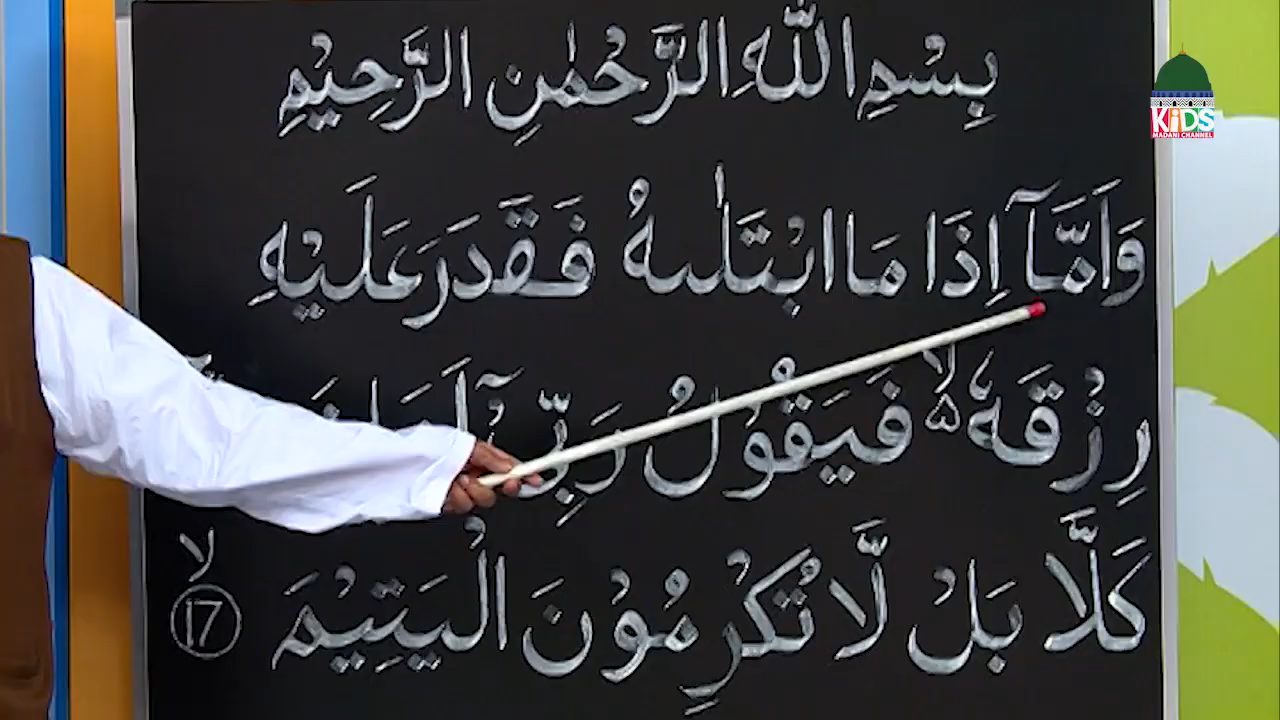 بِسْمِ اللّٰهِ الرَّحْمٰنِ الرَّحِيْمِ
وَاَمَّاۤ اِذَا مَا ابْتَلٰىهُ فَقَدَرَ عَلَيْهِ
رِزْقَهٗ ۙ۬ فَيَقُوْلُ رَبِّيْۤ
كَلَّا بَلْ لَّا تُكْرِمُوْنَ الْيَتِيْمَ ۙ 17
KiDS
MADANI CHANNEL